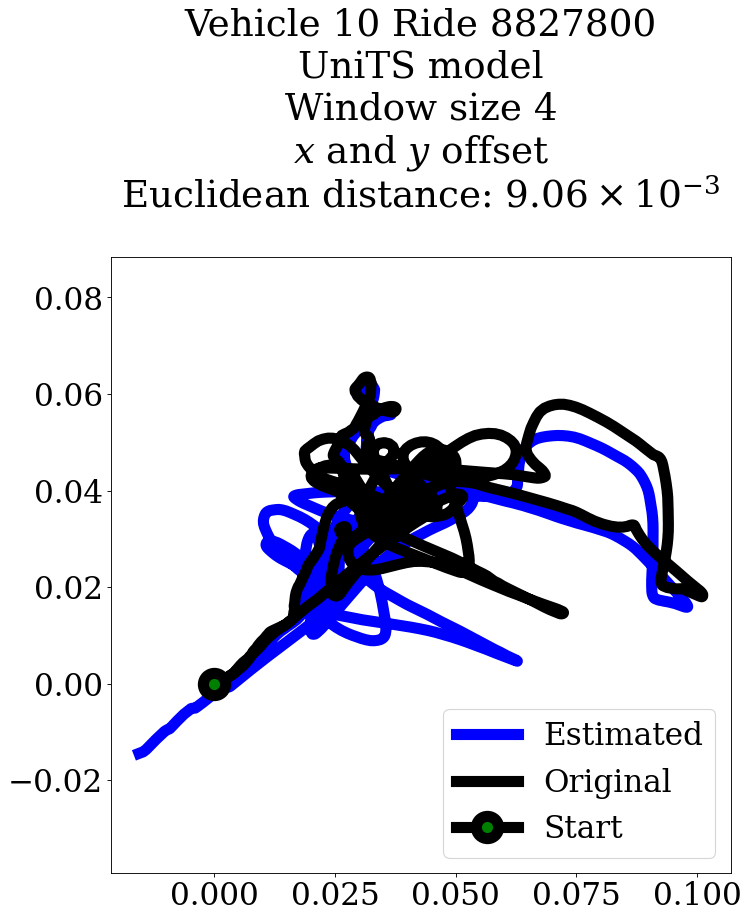 Vehicle 10 Ride 8827800
UniTS model
Window size 4
x and y offset
Euclidean distance: 9.06 × 10⁻³
0.08
0.06
0.04
0.02
0.00
−0.02
Estimated
Original
Start
0.000 0.025 0.050 0.075 0.100